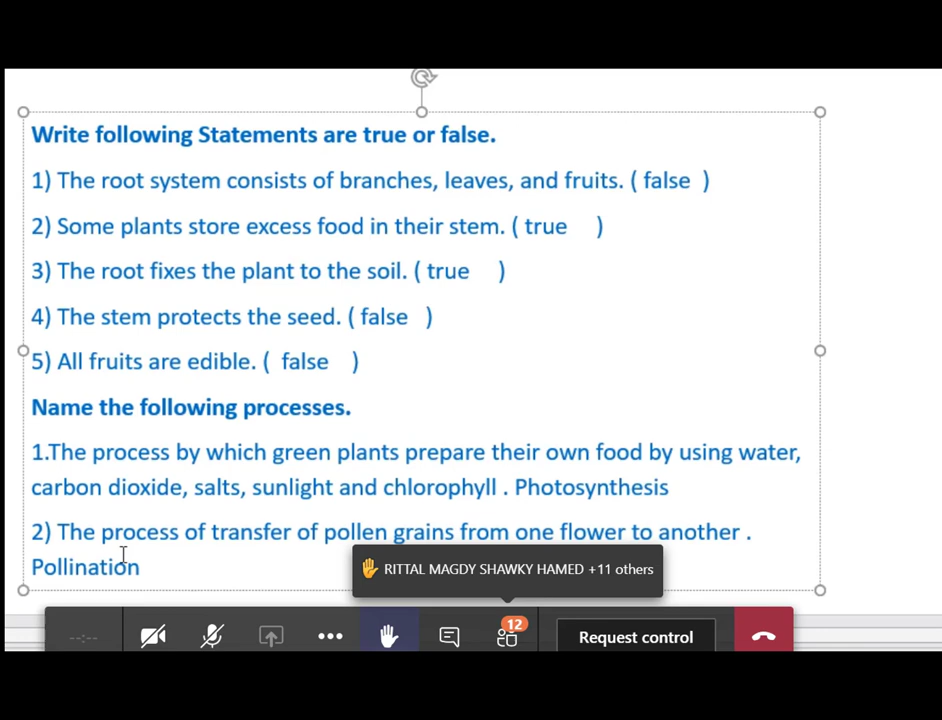 Write following Statements are true or false.
1) The root system consists of branches, leaves, and fruits. ( false )
2) Some plants store excess food in their stem. ( true )
3) The root fixes the plant to the soil. ( true )
4) The stem protects the seed. ( false )
5) All fruits are edible. ( false )
Name the following processes.
1.The process by which green plants prepare their own food by using water,
carbon dioxide, salts, sunlight and chlorophyll . Photosynthesis
2) The process of transfer of pollen grains from one flower to another .
Pollination
RITTAL MAGDY SHAWKY HAMED +11 others
--:--
12
Request control